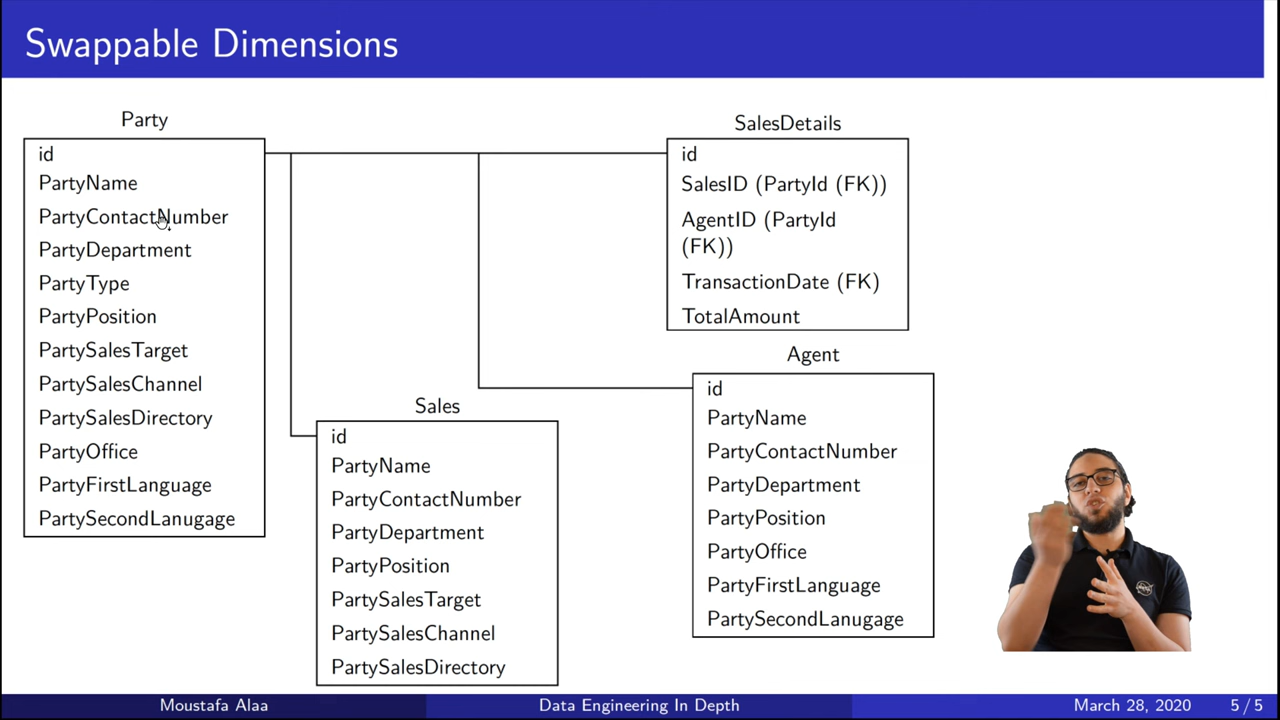 Swappable Dimensions
Party
id
PartyName
PartyContactNumber
PartyDepartment
PartyType
PartyPosition
PartySalesTarget
PartySalesChannel
PartySalesDirectory
PartyOffice
PartyFirstLanguage
PartySecondLanugage
SalesDetails
id
SalesID (PartyId (FK))
AgentID (PartyId
(FK))
TransactionDate (FK)
TotalAmount
Sales
id
PartyName
PartyContactNumber
PartyDepartment
PartyPosition
PartySalesTarget
PartySalesChannel
PartySalesDirectory
Agent
id
PartyName
PartyContactNumber
PartyDepartment
PartyPosition
PartyOffice
PartyFirstLanguage
PartySecondLanugage
Moustafa Alaa
Data Engineering In Depth
March 28, 2020
5 / 5